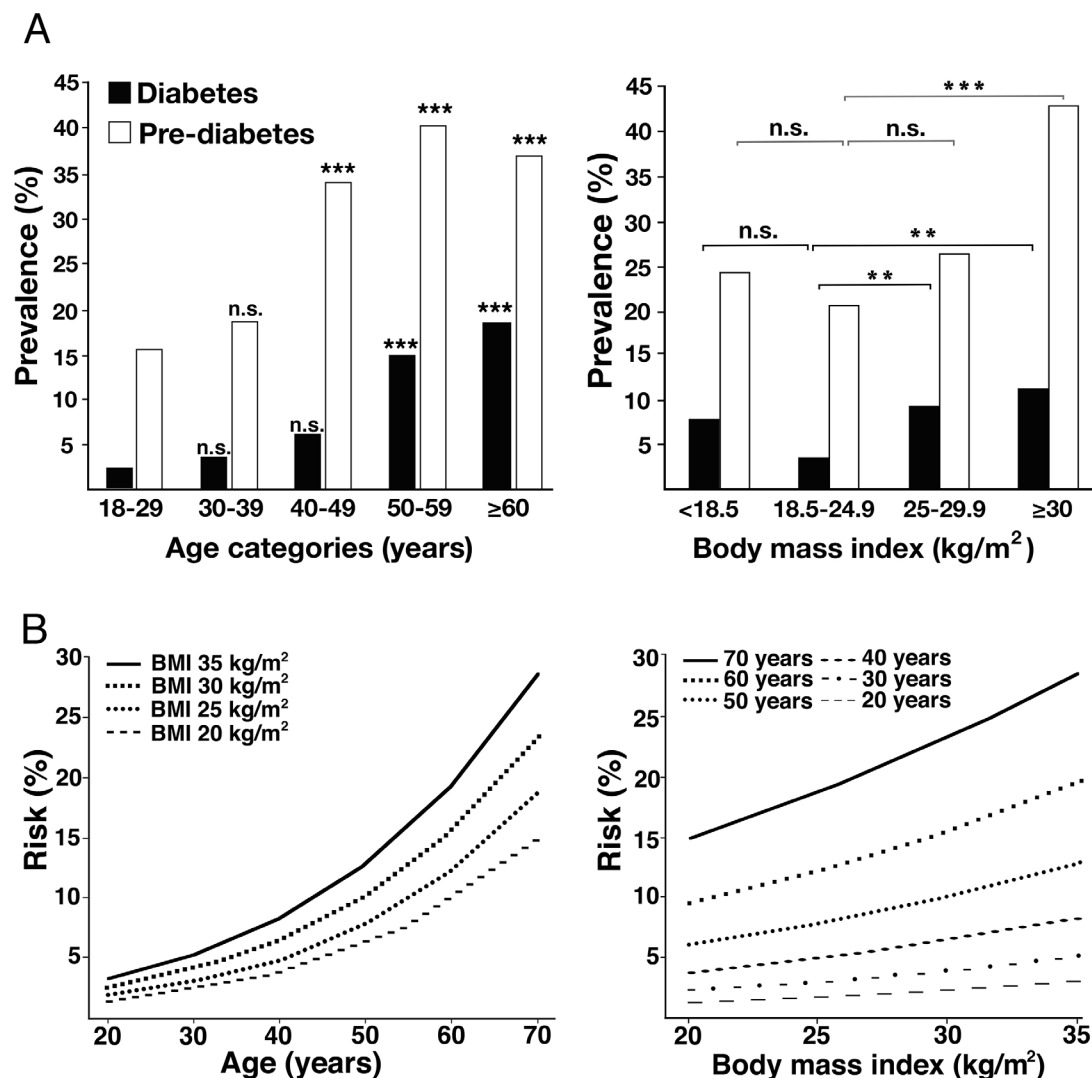 A
Diabetes
Pre-diabetes
Prevalence (%)
45
40
35
30
25
20
15
10
5
n.s.
n.s.
n.s.
***
***
***
***
***
18-29 30-39 40-49 50-59 ≥60
Age categories (years)
Prevalence (%)
45
40
45
35
30
25
20
15
10
5
***
n.s.
n.s.
n.s.
**
**
<18.5 18.5-24.9 25-29.9 ≥30
Body mass index (kg/m²)
B
Risk (%)
30
25
20
15
10
5
BMI 35 kg/m²
BMI 30 kg/m²
BMI 25 kg/m²
BMI 20 kg/m²
20 30 40 50 60 70
Age (years)
Risk (%)
30
25
20
15
10
5
70 years 40 years
60 years 30 years
50 years 20 years
20 25 30 35
Body mass index (kg/m²)